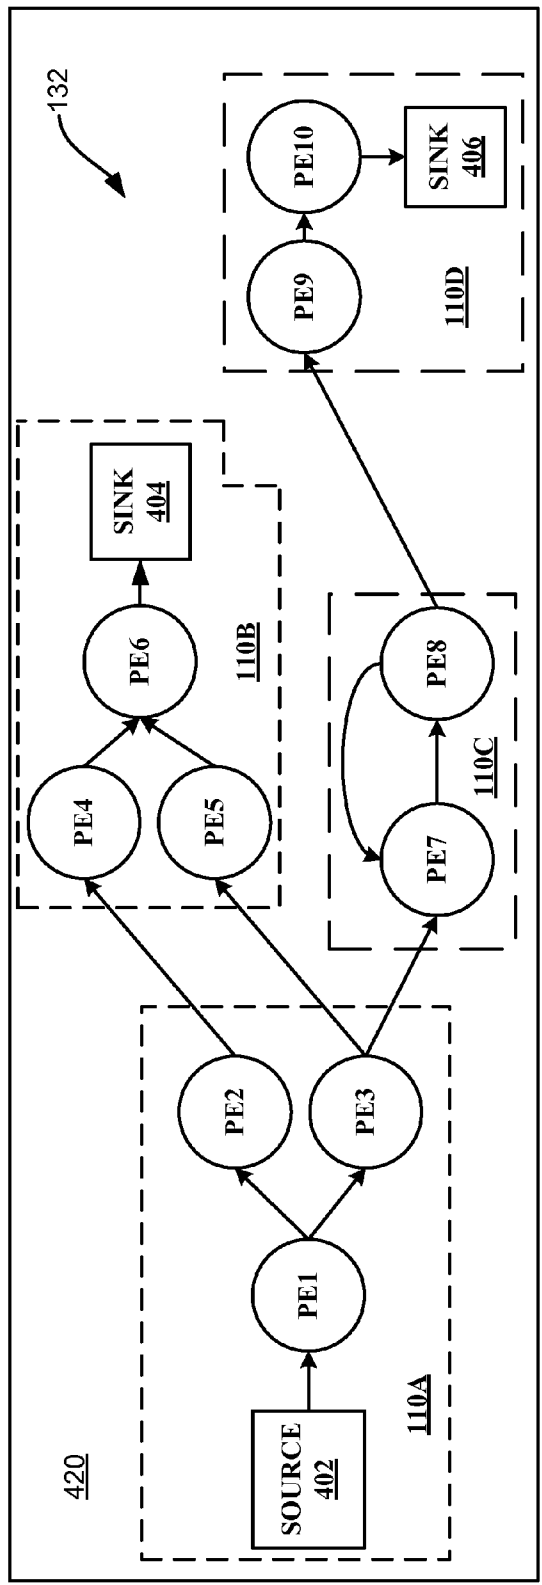 132
420
SOURCE
402
PE1
PE2
PE3
110A
PE4
PE5
PE6
SINK
404
110B
PE7
PE8
110C
PE9
PE10
SINK
406
110D